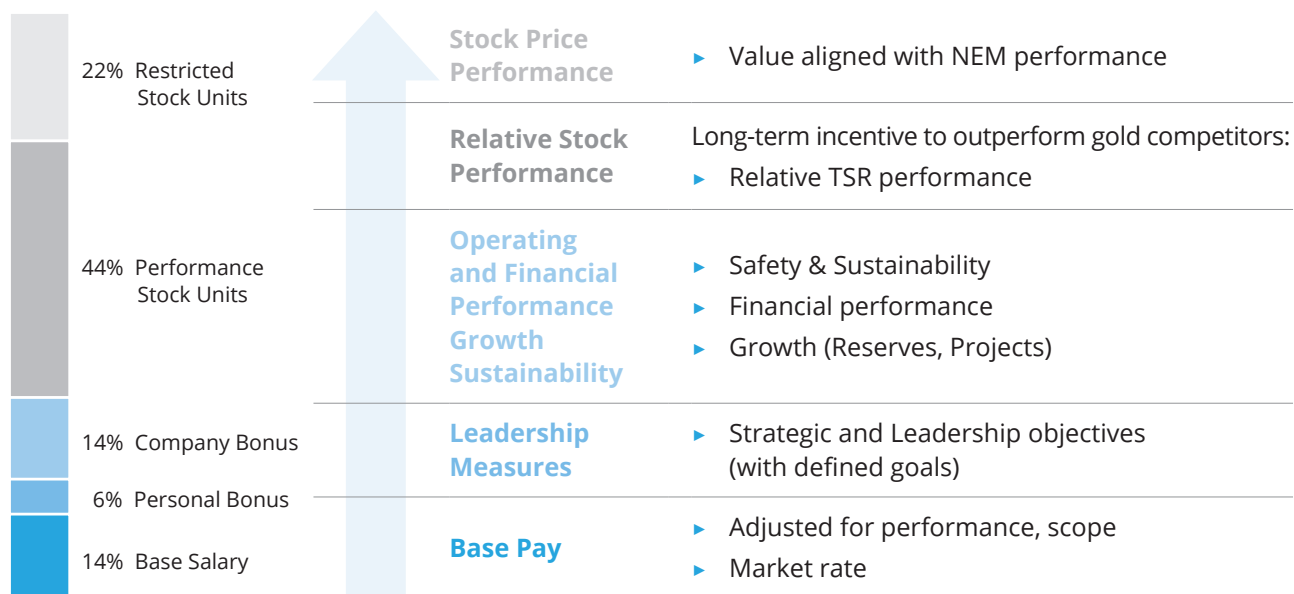 22% Restricted
Stock Units
44% Performance
Stock Units
14% Company Bonus
6% Personal Bonus
14% Base Salary
Stock Price
Performance
► Value aligned with NEM performance
Relative Stock
Performance
Long-term incentive to outperform gold competitors:
► Relative TSR performance
Operating
and Financial
Performance
Growth
Sustainability
► Safety & Sustainability
► Financial performance
► Growth (Reserves, Projects)
Leadership
Measures
► Strategic and Leadership objectives
(with defined goals)
Base Pay
► Adjusted for performance, scope
► Market rate